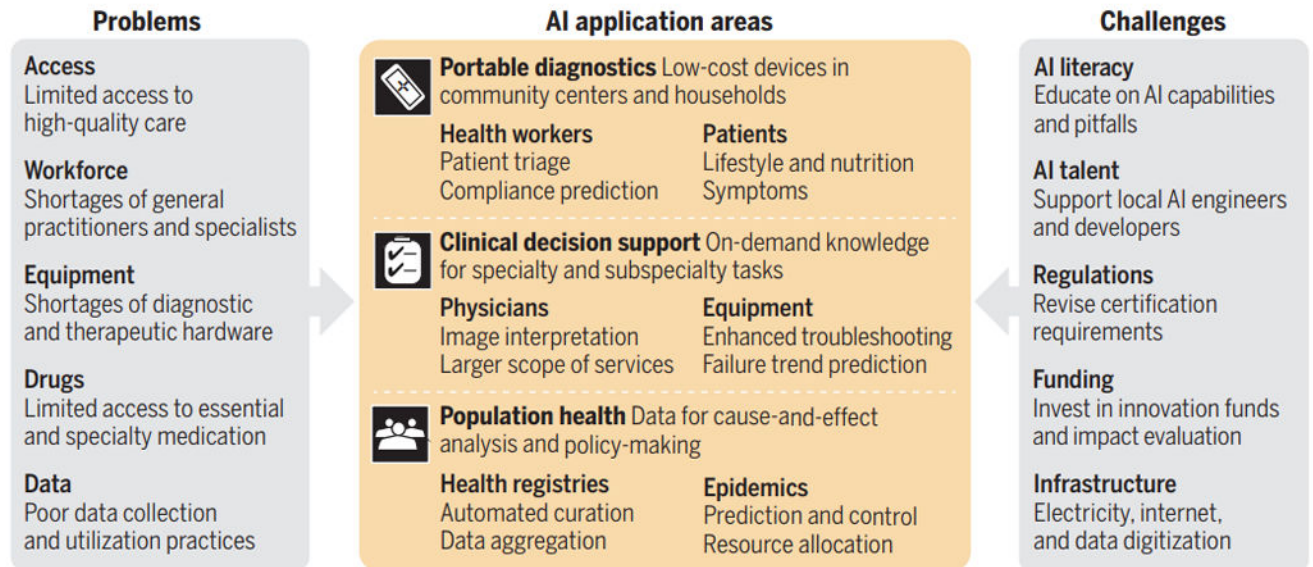 Problems
Access
Limited access to
high-quality care
Workforce
Shortages of general
practitioners and specialists
Equipment
Shortages of diagnostic
and therapeutic hardware
Drugs
Limited access to essential
and specialty medication
Data
Poor data collection
and utilization practices
AI application areas
Portable diagnostics Low-cost devices in
community centers and households
Health workers
Patient triage
Compliance prediction
Patients
Lifestyle and nutrition
Symptoms
Clinical decision support On-demand knowledge
for specialty and subspecialty tasks
Physicians
Image interpretation
Larger scope of services
Equipment
Enhanced troubleshooting
Failure trend prediction
Population health Data for cause-and-effect
analysis and policy-making
Health registries
Automated curation
Data aggregation
Epidemics
Prediction and control
Resource allocation
Challenges
AI literacy
Educate on AI capabilities
and pitfalls
AI talent
Support local AI engineers
and developers
Regulations
Revise certification
requirements
Funding
Invest in innovation funds
and impact evaluation
Infrastructure
Electricity, internet,
and data digitization